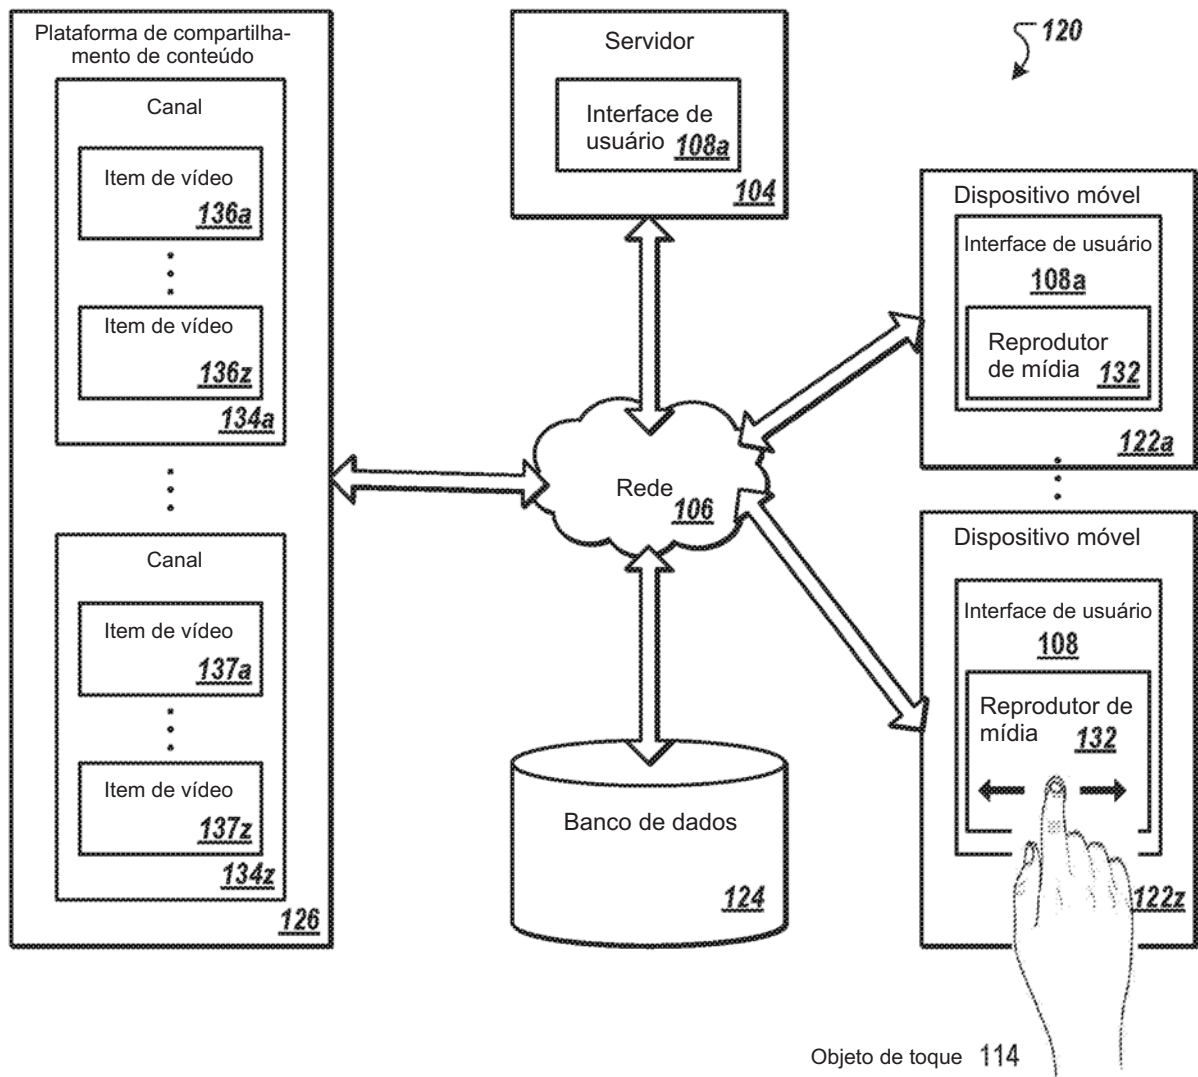 Plataforma de compartilha-
mento de conteúdo
Canal
Item de vídeo
136a
Item de vídeo
136z
134a
Canal
Item de vídeo
137a
Item de vídeo
137z
134z
126
Servidor
Interface de
usuário 108a
104
Rede
106
Banco de dados
124
120
Dispositivo móvel
Interface de usuário
108a
Reprodutor
de mídia 132
122a
Dispositivo móvel
Interface de usuário
108
Reprodutor de
mídia 132
122z
Objeto de toque 114